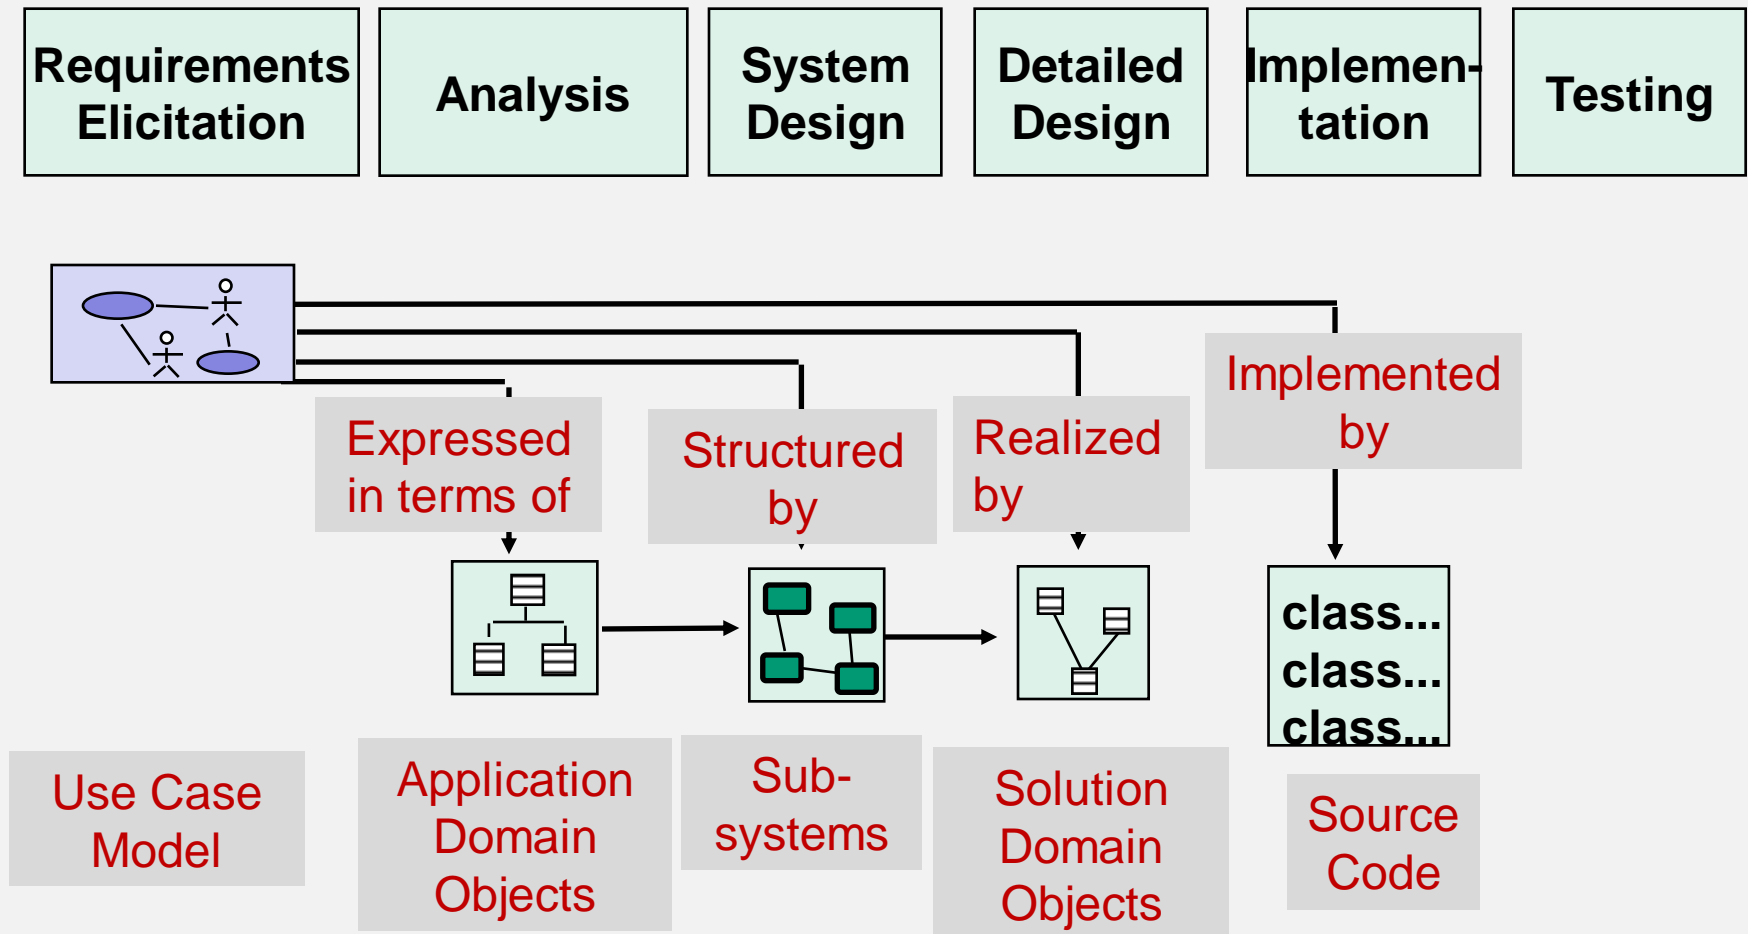 Requirements
Elicitation
Analysis
System
Design
Detailed
Design
Implemen-
tation
Testing
Expressed
in terms of
Structured
by
Realized
by
Implemented
by
class...
class...
class...
Use Case
Model
Application
Domain
Objects
Sub-
systems
Solution
Domain
Objects
Source
Code